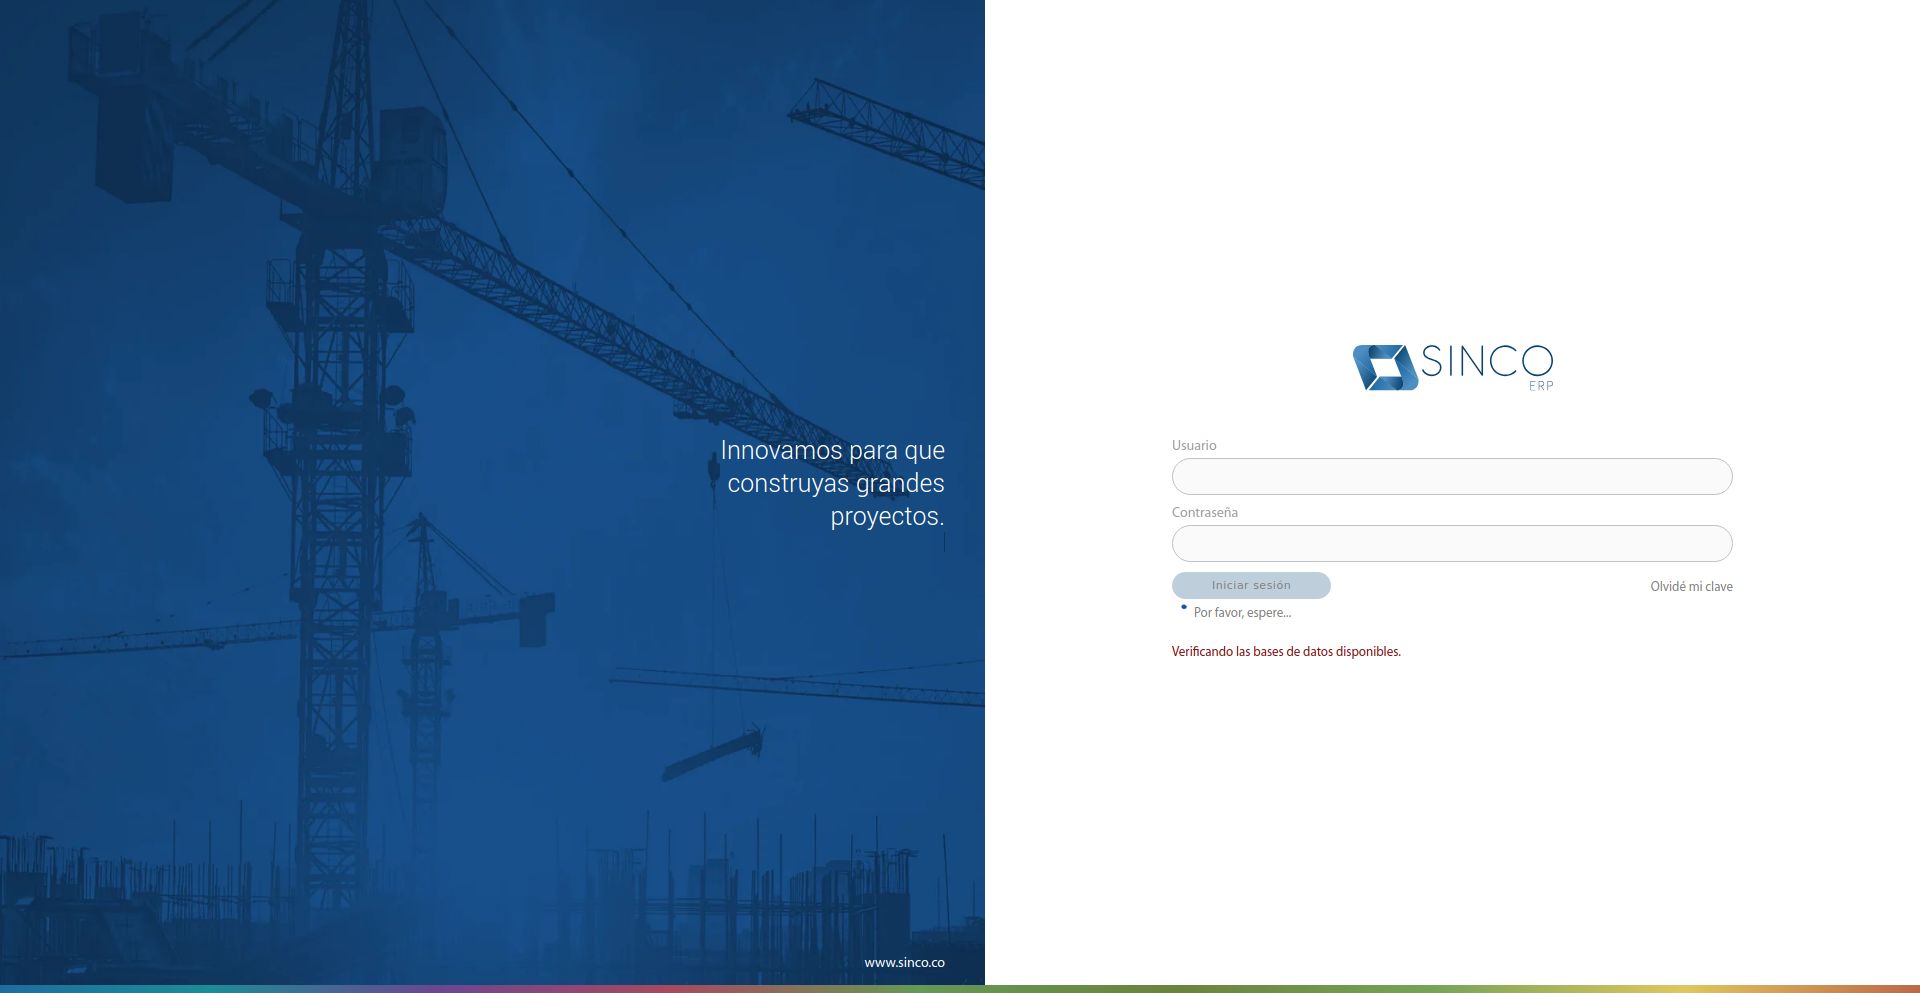 Innovamos para que
construyas grandes
proyectos.
www.sinco.co
SINCO
ERP
Usuario
Contraseña
Iniciar sesión
Olvidé mi clave
Por favor, espere...
Verificando las bases de datos disponibles.